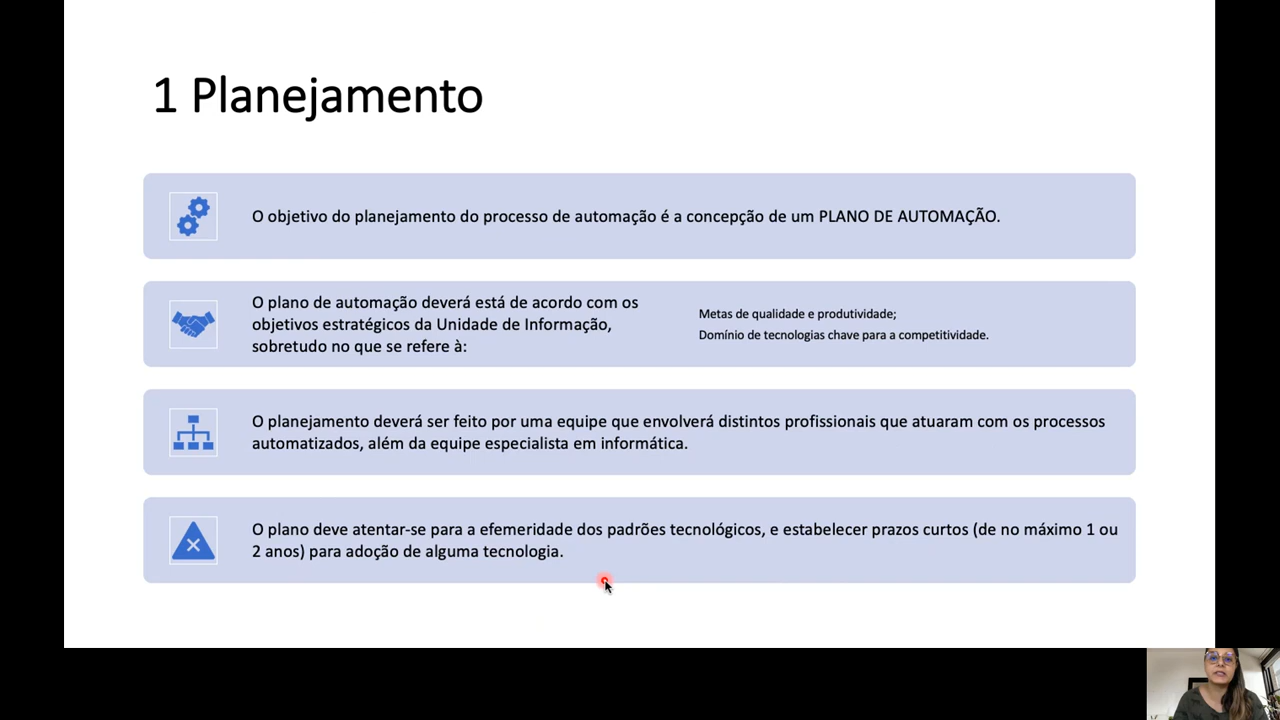 1 Planejamento
O objetivo do planejamento do processo de automação é a concepção de um PLANO DE AUTOMAÇÃO.
O plano de automação deverá está de acordo com os
objetivos estratégicos da Unidade de Informação,
sobretudo no que se refere à:
Metas de qualidade e produtividade;
Domínio de tecnologias chave para a competitividade.
O planejamento deverá ser feito por uma equipe que envolverá distintos profissionais que atuaram com os processos
automatizados, além da equipe especialista em informática.
O plano deve atentar-se para a efemeridade dos padrões tecnológicos, e estabelecer prazos curtos (de no máximo 1 ou
2 anos) para adoção de alguma tecnologia.